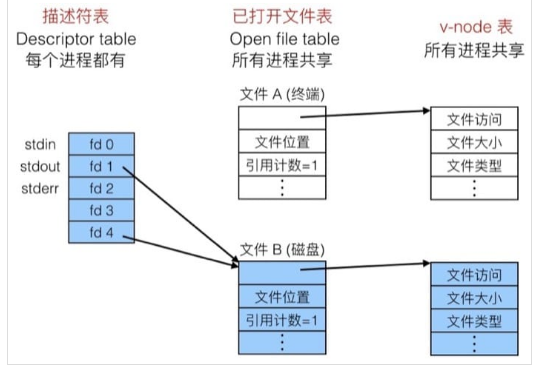 描述符表
Descriptor table
每个进程都有
已打开文件表
Open file table
所有进程共享
v-node 表
所有进程共享
stdin
stdout
stderr
fd 0
fd 1
fd 2
fd 3
fd 4
文件 A (终端)
文件位置
引用计数=1
⋮
文件访问
文件大小
文件类型
⋮
文件 B (磁盘)
文件位置
引用计数=1
⋮
文件访问
文件大小
文件类型
⋮